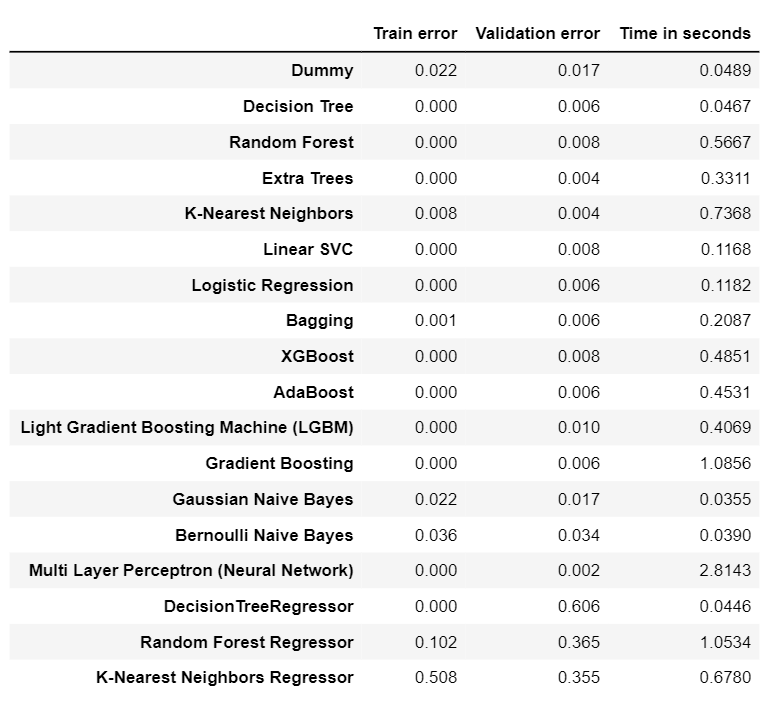 Train error Validation error Time in seconds
Dummy 0.022 0.017 0.0489
Decision Tree 0.000 0.006 0.0467
Random Forest 0.000 0.008 0.5667
Extra Trees 0.000 0.004 0.3311
K-Nearest Neighbors 0.008 0.004 0.7368
Linear SVC 0.000 0.008 0.1168
Logistic Regression 0.000 0.006 0.1182
Bagging 0.001 0.006 0.2087
XGBoost 0.000 0.008 0.4851
AdaBoost 0.000 0.006 0.4531
Light Gradient Boosting Machine (LGBM) 0.000 0.010 0.4069
Gradient Boosting 0.000 0.006 1.0856
Gaussian Naive Bayes 0.022 0.017 0.0355
Bernoulli Naive Bayes 0.036 0.034 0.0390
Multi Layer Perceptron (Neural Network) 0.000 0.002 2.8143
DecisionTreeRegressor 0.000 0.606 0.0446
Random Forest Regressor 0.102 0.365 1.0534
K-Nearest Neighbors Regressor 0.508 0.355 0.6780